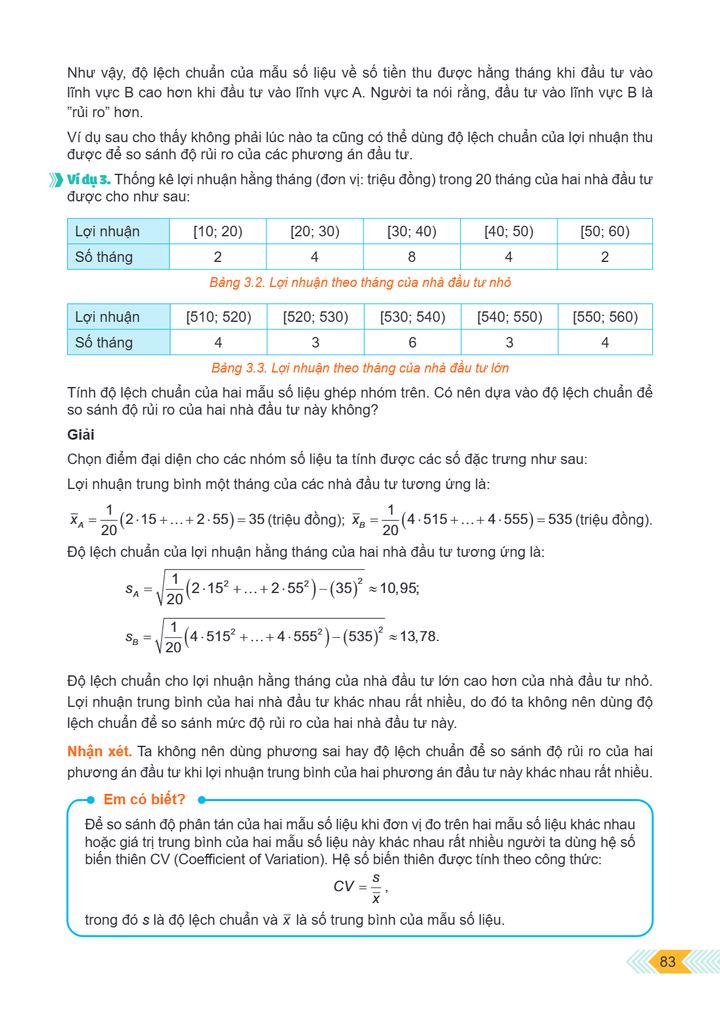 Như vậy, độ lệch chuẩn của mẫu số liệu về số tiền thu được hằng tháng khi đầu tư vào
lĩnh vực B cao hơn khi đầu tư vào lĩnh vực A. Người ta nói rằng, đầu tư vào lĩnh vực B là
"rủi ro" hơn.
Ví dụ sau cho thấy không phải lúc nào ta cũng có thể dùng độ lệch chuẩn của lợi nhuận thu
được để so sánh độ rủi ro của các phương án đầu tư.
Ví dụ 3. Thống kê lợi nhuận hằng tháng (đơn vị: triệu đồng) trong 20 tháng của hai nhà đầu tư
được cho như sau:
Lợi nhuận [10; 20) [20; 30) [30; 40) [40; 50) [50; 60)
Số tháng 2 4 8 4 2
Bảng 3.2. Lợi nhuận theo tháng của nhà đầu tư nhỏ
Lợi nhuận [510; 520) [520; 530) [530; 540) [540; 550) [550; 560)
Số tháng 4 3 6 3 4
Bảng 3.3. Lợi nhuận theo tháng của nhà đầu tư lớn
Tính độ lệch chuẩn của hai mẫu số liệu ghép nhóm trên. Có nên dựa vào độ lệch chuẩn để
so sánh độ rủi ro của hai nhà đầu tư này không?
Giải
Chọn điểm đại diện cho các nhóm số liệu ta tính được các số đặc trưng như sau:
Lợi nhuận trung bình một tháng của các nhà đầu tư tương ứng là:
x̄_A = 1/20 (2·15 + … + 2·55) = 35 (triệu đồng); x̄_B = 1/20 (4·515 + … + 4·555) = 535 (triệu đồng).
Độ lệch chuẩn của lợi nhuận hằng tháng của hai nhà đầu tư tương ứng là:
s_A = √(1/20 (2·15² + … + 2·55²) − (35)²) ≈ 10,95;
s_B = √(1/20 (4·515² + … + 4·555²) − (535)²) ≈ 13,78.
Độ lệch chuẩn cho lợi nhuận hằng tháng của nhà đầu tư lớn cao hơn của nhà đầu tư nhỏ.
Lợi nhuận trung bình của hai nhà đầu tư khác nhau rất nhiều, do đó ta không nên dùng độ
lệch chuẩn để so sánh mức độ rủi ro của hai nhà đầu tư này.
Nhận xét. Ta không nên dùng phương sai hay độ lệch chuẩn để so sánh độ rủi ro của hai
phương án đầu tư khi lợi nhuận trung bình của hai phương án đầu tư này khác nhau rất nhiều.
Em có biết?
Để so sánh độ phân tán của hai mẫu số liệu khi đơn vị đo trên hai mẫu số liệu khác nhau
hoặc giá trị trung bình của hai mẫu số liệu này khác nhau rất nhiều người ta dùng hệ số
biến thiên CV (Coefficient of Variation). Hệ số biến thiên được tính theo công thức:
CV = s/x̄,
trong đó s là độ lệch chuẩn và x̄ là số trung bình của mẫu số liệu.
83